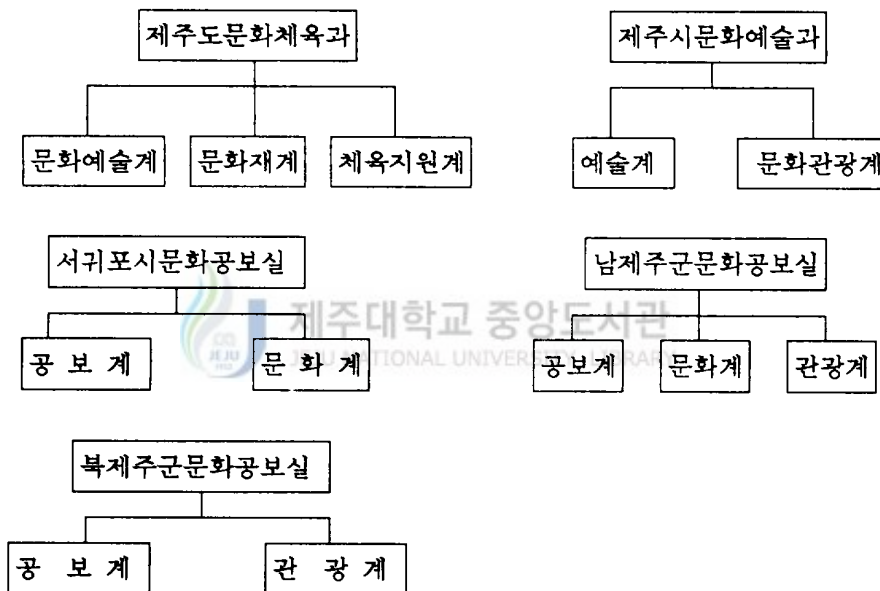 제주도문화체육과
제주시문화예술과
문화예술계
문화재계
체육지원계
예술계
문화관광계
서귀포시문화공보실
남제주군문화공보실
제주대학교 중앙도서관
JEJU NATIONAL UNIVERSITY LIBRARY
JEJU
공 보 계
문 화 계
공보계
문화계
관광계
북제주군문화공보실
공 보 계
관 광 계